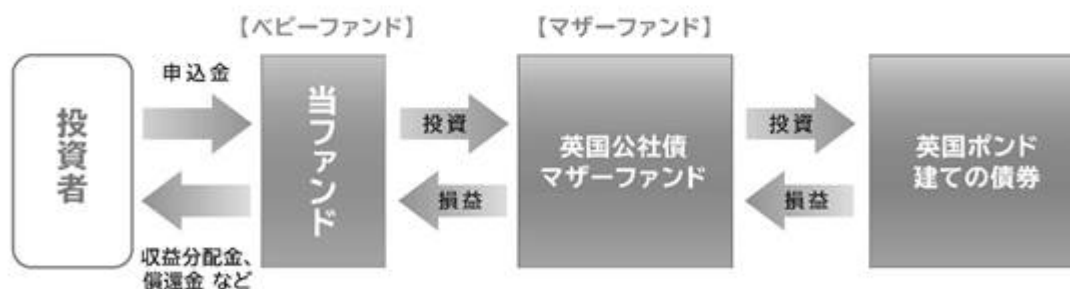 【ベビーファンド】
【マザーファンド】
投資者
申込金
収益分配金、
償還金 など
当ファンド
投資
損益
英国公社債
マザーファンド
投資
損益
英国ポンド
建ての債券